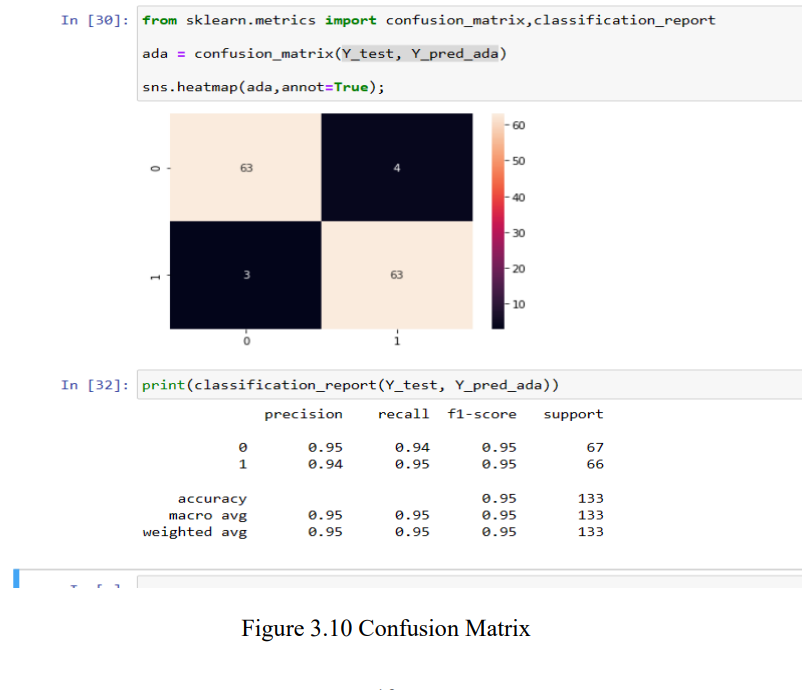 In [30]: from sklearn.metrics import confusion_matrix,classification_report
ada = confusion_matrix(Y_test, Y_pred_ada)
sns.heatmap(ada,annot=True);
60
0 63 4
50
40
30
1 3 63
20
10
0 1
In [32]: print(classification_report(Y_test, Y_pred_ada))
precision recall f1-score support
0 0.95 0.94 0.95 67
1 0.94 0.95 0.95 66
accuracy 0.95 133
macro avg 0.95 0.95 0.95 133
weighted avg 0.95 0.95 0.95 133
Figure 3.10 Confusion Matrix